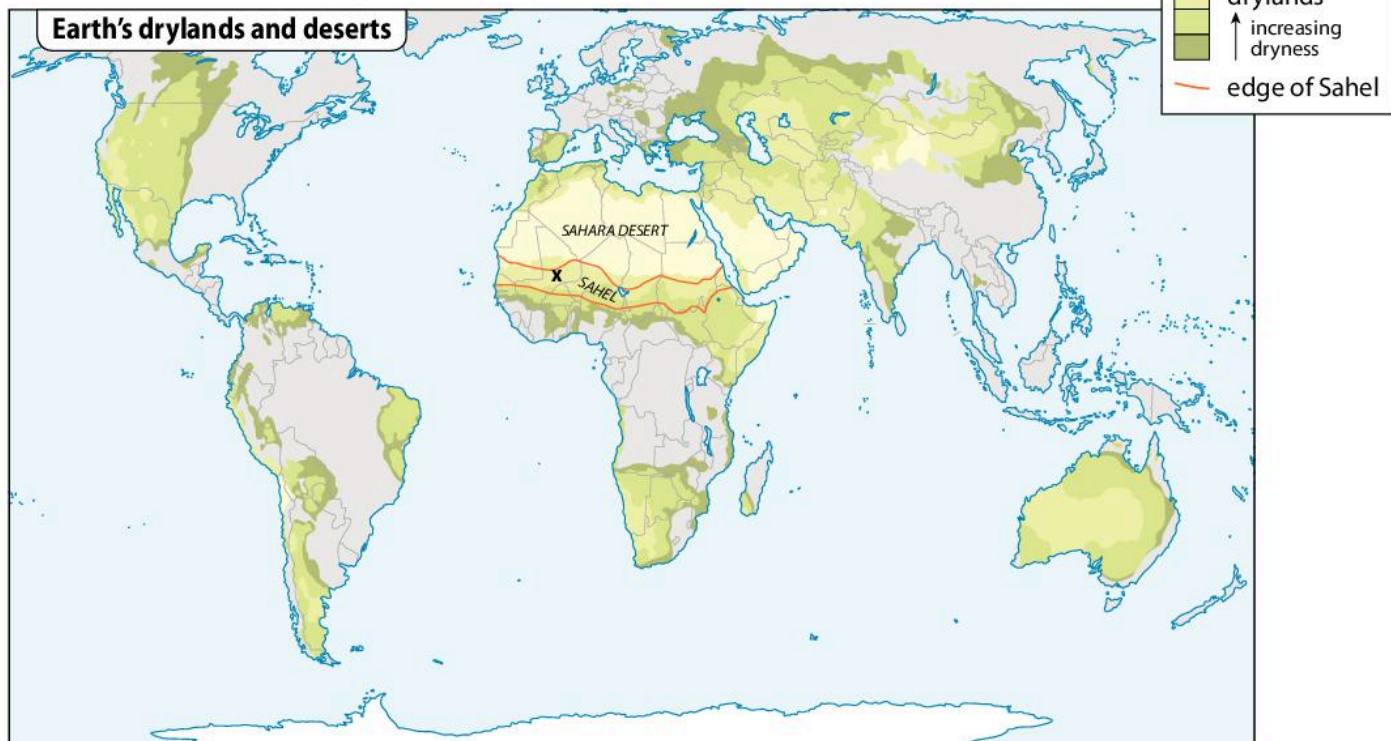 Earth's drylands and deserts
drylands
increasing
dryness
edge of Sahel
SAHARA DESERT
X
SAHEL